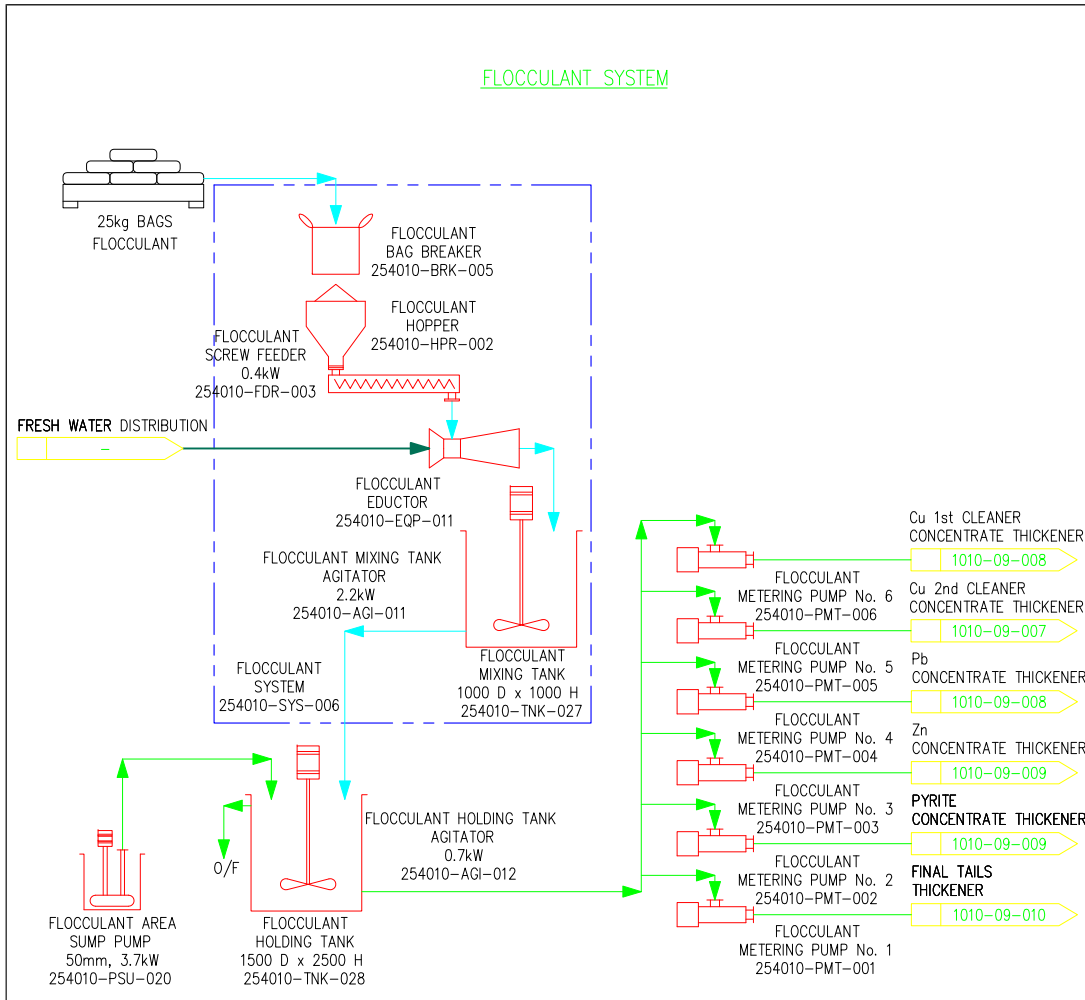 FLOCCULANT SYSTEM
25kg BAGS
FLOCCULANT
FLOCCULANT
BAG BREAKER
254010-BRK-005
FLOCCULANT
HOPPER
254010-HPR-002
FLOCCULANT
SCREW FEEDER
0.4kW
254010-FDR-003
FRESH WATER DISTRIBUTION
-
FLOCCULANT
EDUCTOR
254010-EQP-011
FLOCCULANT MIXING TANK
AGITATOR
2.2kW
254010-AGI-011
FLOCCULANT
SYSTEM
254010-SYS-006
FLOCCULANT
MIXING TANK
1000 D x 1000 H
254010-TNK-027
Cu 1st CLEANER
CONCENTRATE THICKENER
1010-09-008
FLOCCULANT
METERING PUMP No. 6
254010-PMT-006
Cu 2nd CLEANER
CONCENTRATE THICKENER
1010-09-007
FLOCCULANT
METERING PUMP No. 5
254010-PMT-005
Pb
CONCENTRATE THICKENER
1010-09-008
FLOCCULANT
METERING PUMP No. 4
254010-PMT-004
Zn
CONCENTRATE THICKENER
1010-09-009
FLOCCULANT
METERING PUMP No. 3
254010-PMT-003
PYRITE
CONCENTRATE THICKENER
1010-09-009
FLOCCULANT
METERING PUMP No. 2
254010-PMT-002
FINAL TAILS
THICKENER
1010-09-010
FLOCCULANT
METERING PUMP No. 1
254010-PMT-001
FLOCCULANT HOLDING TANK
AGITATOR
0.7kW
254010-AGI-012
O/F
FLOCCULANT AREA
SUMP PUMP
50mm, 3.7kW
254010-PSU-020
FLOCCULANT
HOLDING TANK
1500 D x 2500 H
254010-TNK-028